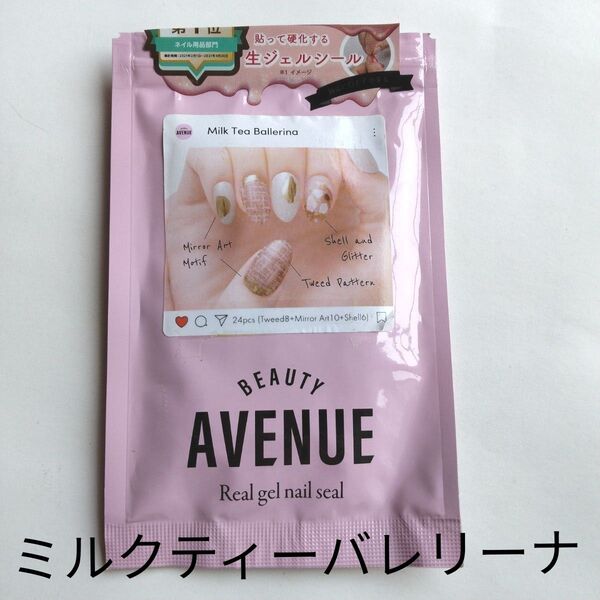 第1位
ネイル用品部門
貼って硬化する
生ジェルシール
※1 イメージ
AVENUE
Milk Tea Ballerina
Mirror Art
Motif
Shell and
Glitter
Tweed Pattern
24pcs (Tweed8+Mirror Art10+Shell6)
BEAUTY
AVENUE
Real gel nail seal
ミルクティーバレリーナ